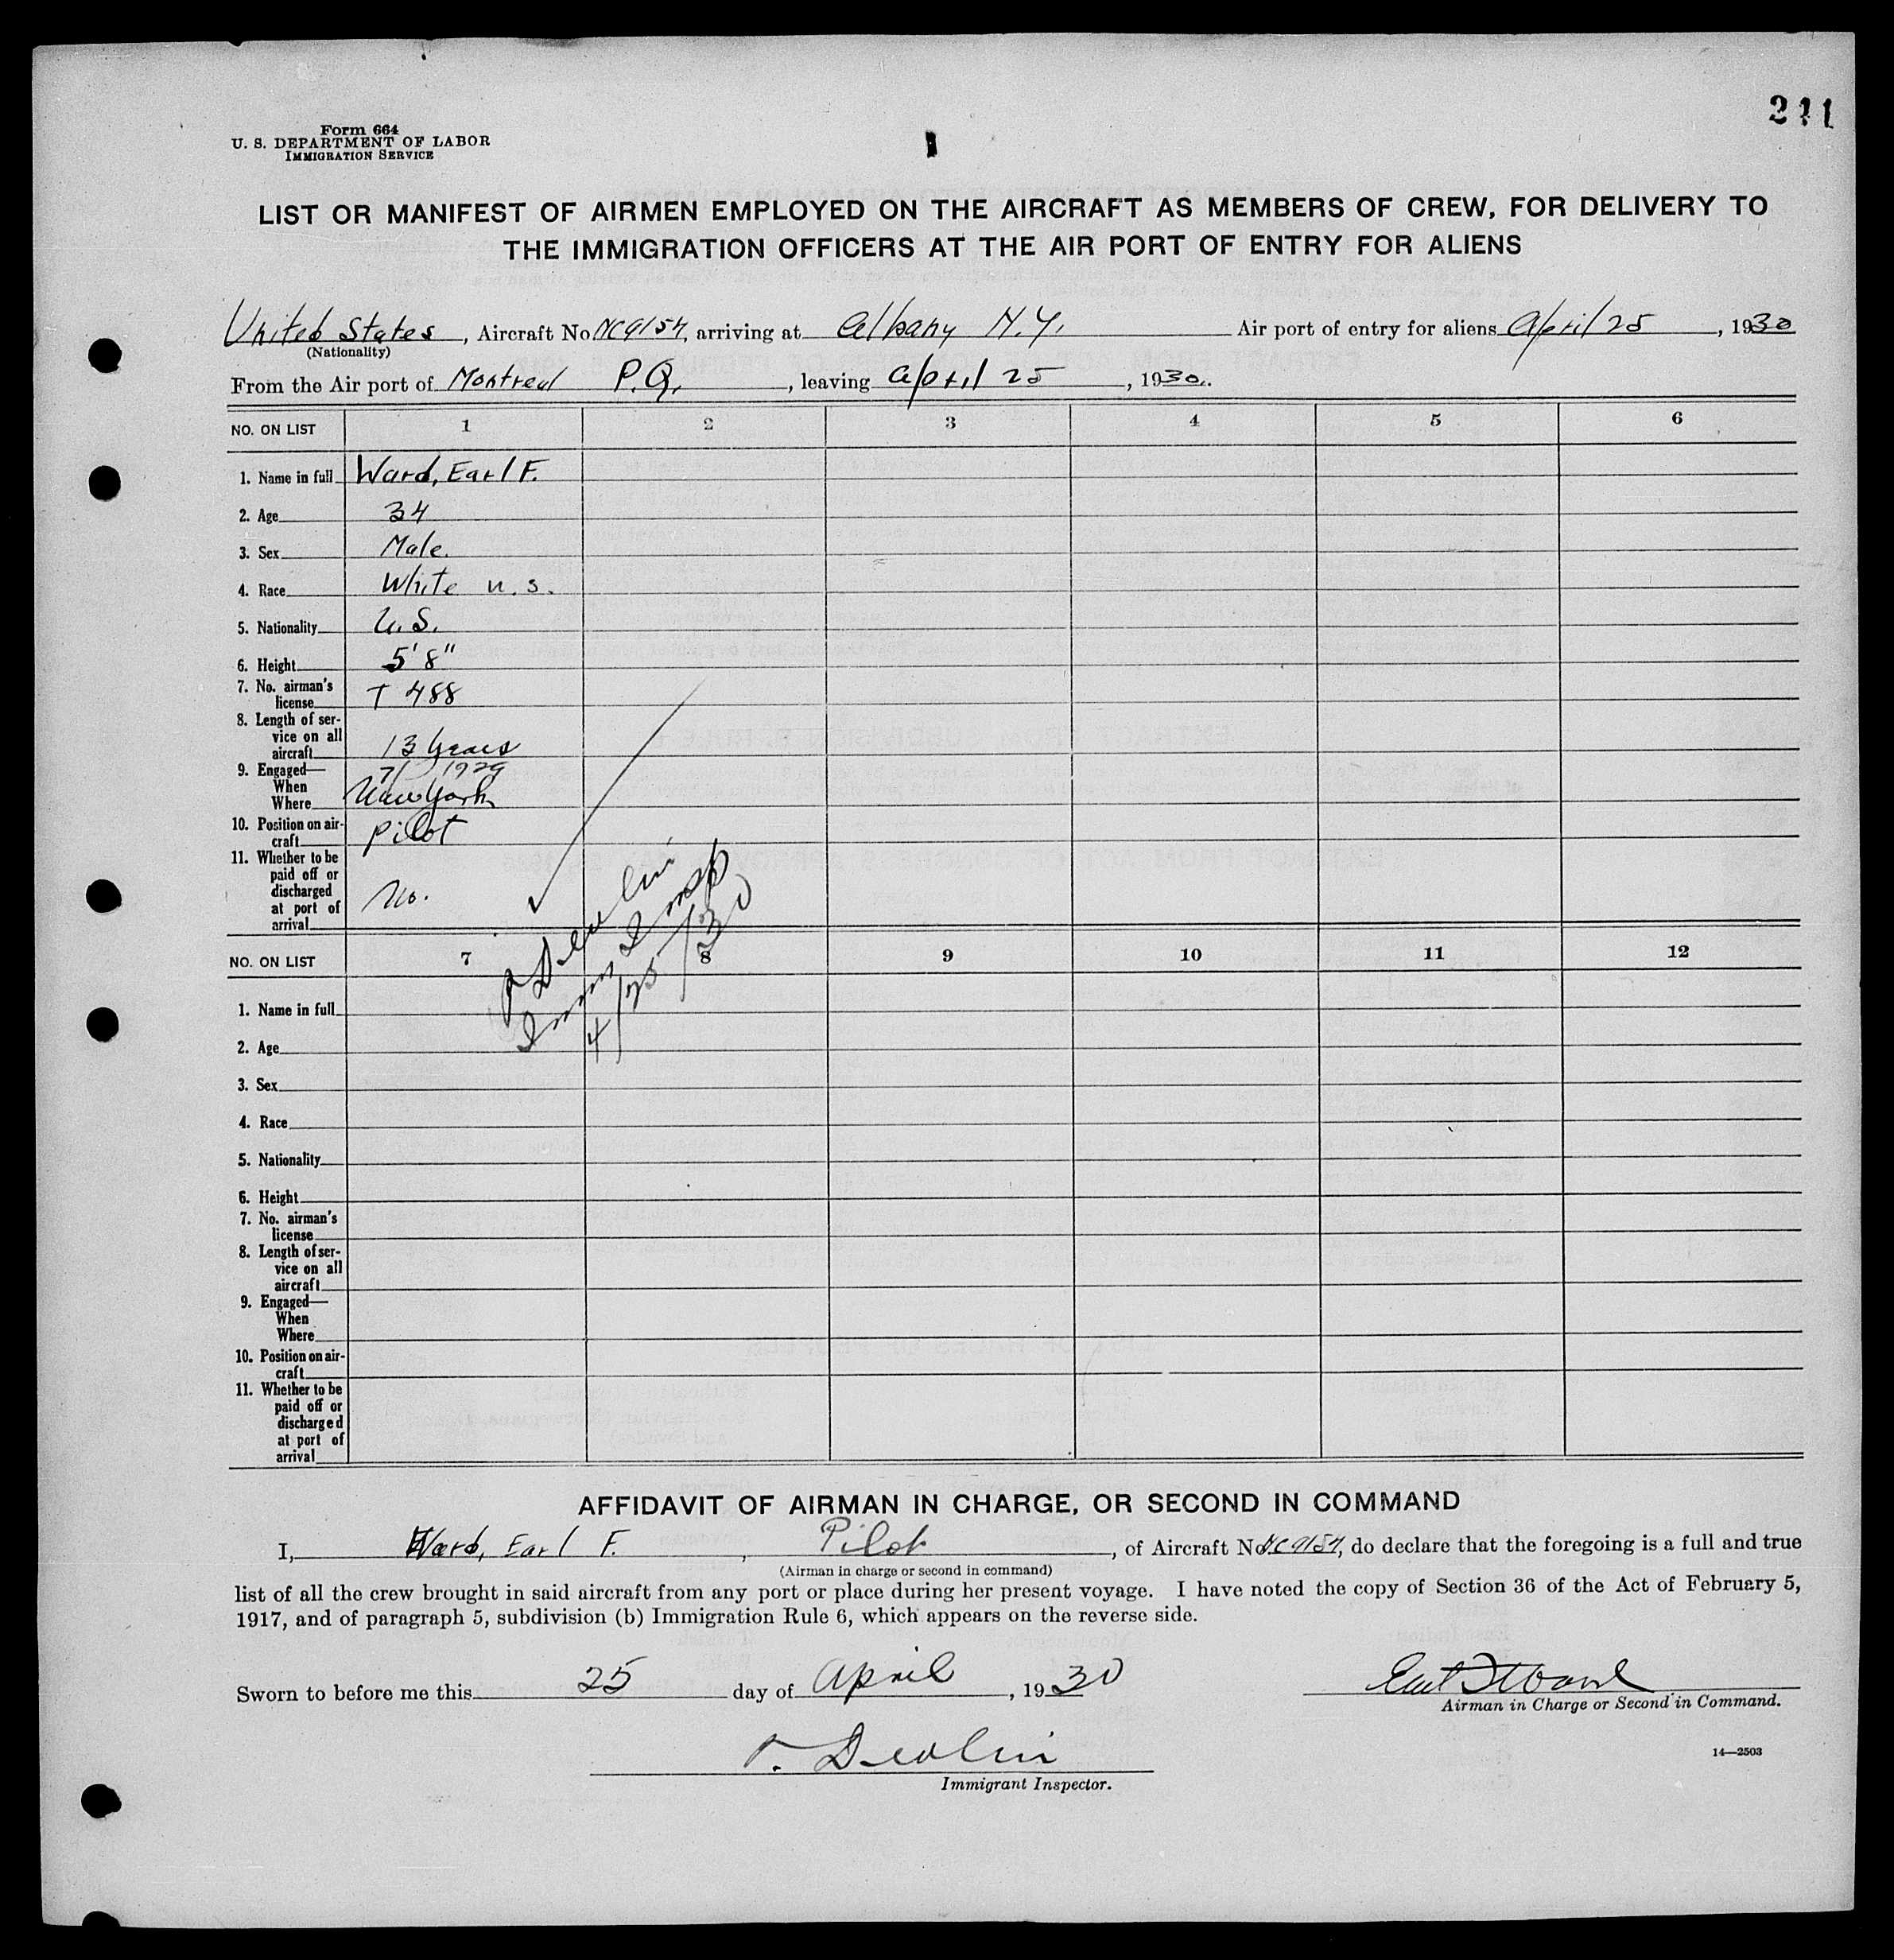 Form 664
U. S. DEPARTMENT OF LABOR
IMMIGRATION SERVICE
LIST OR MANIFEST OF AIRMEN EMPLOYED ON THE AIRCRAFT AS MEMBERS OF CREW, FOR DELIVERY TO
THE IMMIGRATION OFFICERS AT THE AIR PORT OF ENTRY FOR ALIENS
United States, Aircraft No. NC9154, arriving at Albany N.Y. Air port of entry for aliens April 25, 1930
(Nationality)
From the Air port of Montreal P.Q., leaving April 25, 1930.
NO. ON LIST 1 2 3 4 5 6
1. Name in full Ward, Earl F.
2. Age 34
3. Sex Male.
4. Race White U.S.
5. Nationality U.S.
6. Height 5'8"
7. No. airman's
license T 488
8. Length of ser-
vice on all
aircraft 13 years
9. Engaged— 7/ 1929
When
Where New York
10. Position on air-
craft pilot
11. Whether to be
paid off or
discharged
at port of
arrival No.
Devlin
Imm Insp
4/25/30
NO. ON LIST 7 8 9 10 11 12
1. Name in full
2. Age
3. Sex
4. Race
5. Nationality
6. Height
7. No. airman's
license
8. Length of ser-
vice on all
aircraft
9. Engaged—
When
Where
10. Position on air-
craft
11. Whether to be
paid off or
discharged
at port of
arrival
AFFIDAVIT OF AIRMAN IN CHARGE, OR SECOND IN COMMAND
I, Ward, Earl F., Pilot, of Aircraft No. NC9154, do declare that the foregoing is a full and true
(Airman in charge or second in command)
list of all the crew brought in said aircraft from any port or place during her present voyage. I have noted the copy of Section 36 of the Act of February 5,
1917, and of paragraph 5, subdivision (b) Immigration Rule 6, which appears on the reverse side.
Sworn to before me this 25 day of April, 1930
Earl F Ward
Airman in Charge or Second in Command.
Devlin
Immigrant Inspector.
14—2503